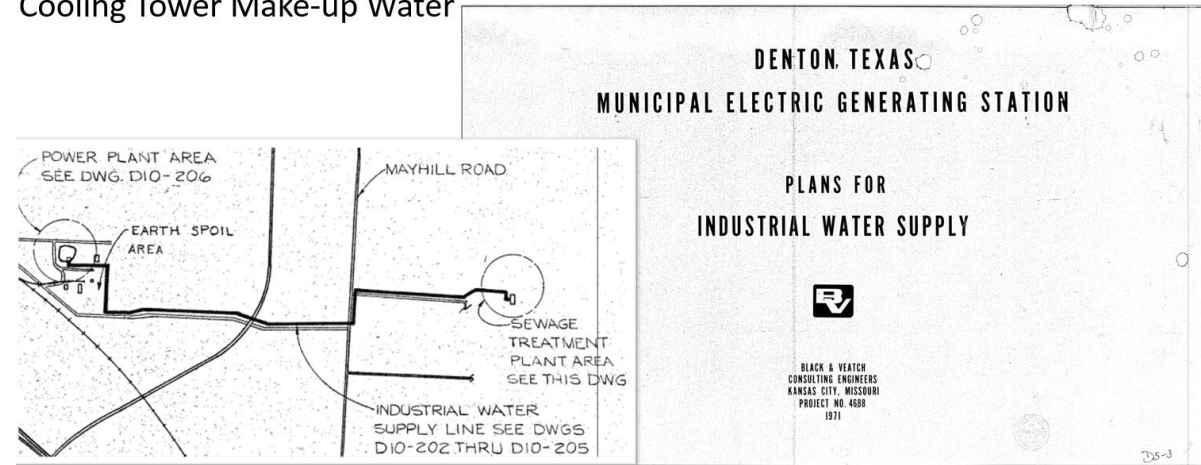 Cooling Tower Make-up Water
DENTON, TEXAS
MUNICIPAL ELECTRIC GENERATING STATION
PLANS FOR
INDUSTRIAL WATER SUPPLY
BV
BLACK & VEATCH
CONSULTING ENGINEERS
KANSAS CITY, MISSOURI
PROJECT NO. 4688
1971
DS-3
POWER PLANT AREA
SEE DWG. D10-206
EARTH SPOIL
AREA
MAYHILL ROAD
SEWAGE
TREATMENT
PLANT AREA
SEE THIS DWG
INDUSTRIAL WATER
SUPPLY LINE SEE DWGS
D10-202 THRU D10-205